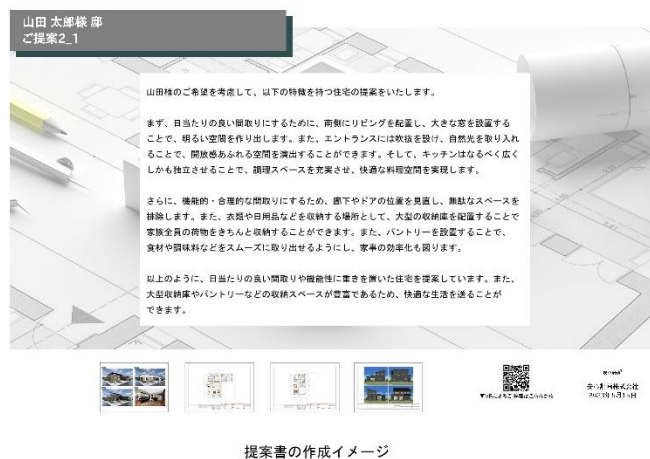 山田 太郎様 邸
ご提案2_1
山田様のご希望を考慮して、以下の特徴を持つ住宅の提案をいたします。
まず、日当たりの良い間取りにするために、南側にリビングを配置し、大きな窓を設置する
ことで、明るい空間を作り出します。また、エントランスには吹抜を設け、自然光を取り入れ
ることで、開放感あふれる空間を演出することができます。そして、キッチンはなるべく広く
しかも独立させることで、調理スペースを充実させ、快適な料理空間を実現します。
さらに、機能的・合理的な間取りにするため、廊下やドアの位置を見直し、無駄なスペースを
排除します。また、衣類や日用品などを収納する場所として、大型の収納庫を配置することで
家族全員の荷物をきちんと収納することができます。また、パントリーを設置することで、
食材や調味料などをスムーズに取り出せるようにし、家事の効率化も図ります。
以上のように、日当たりの良い間取りや機能性に重きを置いた住宅を提案しています。また、
大型収納庫やパントリーなどの収納スペースが豊富であるため、快適な生活を送ることが
できます。
安心計画株式会社
2023年5月15日
提案書の作成イメージ